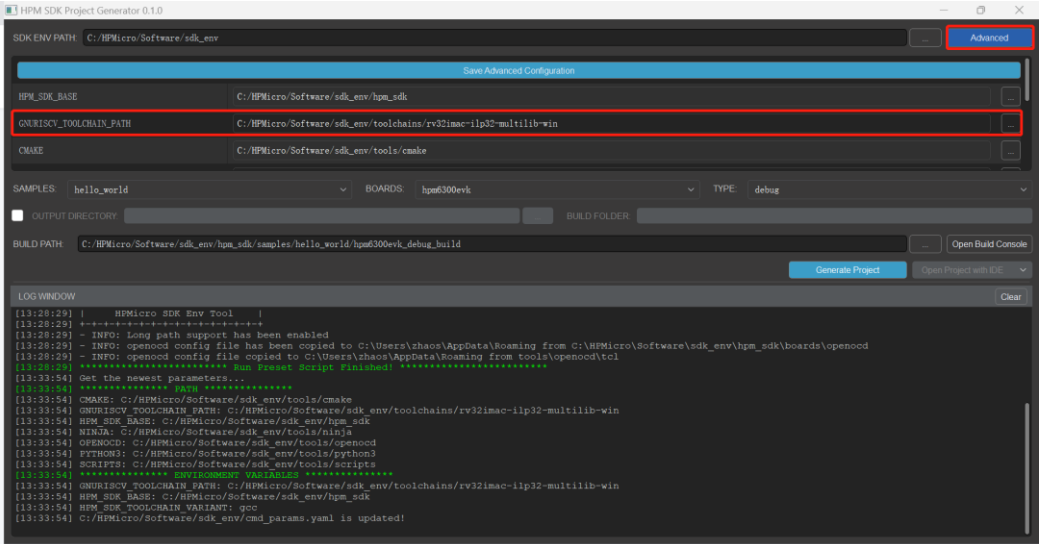 HPM SDK Project Generator 0.1.0
SDK ENV PATH: C:/HPMicro/Software/sdk_env ... Advanced
Save Advanced Configuration
HPM_SDK_BASE C:/HPMicro/Software/sdk_env/hpm_sdk ...
GNURISCV_TOOLCHAIN_PATH C:/HPMicro/Software/sdk_env/toolchains/rv32imac-ilp32-multilib-win ...
CMAKE C:/HPMicro/Software/sdk_env/tools/cmake ...
SAMPLES: hello_world BOARDS: hpm6300evk TYPE: debug
OUTPUT DIRECTORY: ... BUILD FOLDER:
BUILD PATH: C:/HPMicro/Software/sdk_env/hpm_sdk/samples/hello_world/hpm6300evk_debug_build ... Open Build Console
Generate Project Open Project with IDE
LOG WINDOW Clear
[13:28:29] | HPMicro SDK Env Tool |
[13:28:29] +-+-+-+-+-+-+-+-+-+-+-+-+-+-+-+
[13:28:29] - INFO: Long path support has been enabled
[13:28:29] - INFO: openocd config file has been copied to C:\Users\zhaos\AppData\Roaming from C:\HPMicro\Software\sdk_env\hpm_sdk\boards\openocd
[13:28:29] - INFO: openocd config file copied to C:\Users\zhaos\AppData\Roaming from tools\openocd\tcl
[13:28:29] ************************* Run Preset Script Finished! *************************
[13:33:54] Get the newest parameters...
[13:33:54] *************** PATH ***************
[13:33:54] CMAKE: C:/HPMicro/Software/sdk_env/tools/cmake
[13:33:54] GNURISCV_TOOLCHAIN_PATH: C:/HPMicro/Software/sdk_env/toolchains/rv32imac-ilp32-multilib-win
[13:33:54] HPM_SDK_BASE: C:/HPMicro/Software/sdk_env/hpm_sdk
[13:33:54] NINJA: C:/HPMicro/Software/sdk_env/tools/ninja
[13:33:54] OPENOCD: C:/HPMicro/Software/sdk_env/tools/openocd
[13:33:54] PYTHON3: C:/HPMicro/Software/sdk_env/tools/python3
[13:33:54] SCRIPTS: C:/HPMicro/Software/sdk_env/tools/scripts
[13:33:54] *************** ENVIRONMENT VARIABLES ***************
[13:33:54] GNURISCV_TOOLCHAIN_PATH: C:/HPMicro/Software/sdk_env/toolchains/rv32imac-ilp32-multilib-win
[13:33:54] HPM_SDK_BASE: C:/HPMicro/Software/sdk_env/hpm_sdk
[13:33:54] HPM_SDK_TOOLCHAIN_VARIANT: gcc
[13:33:54] C:/HPMicro/Software/sdk_env/cmd_params.yaml is updated!